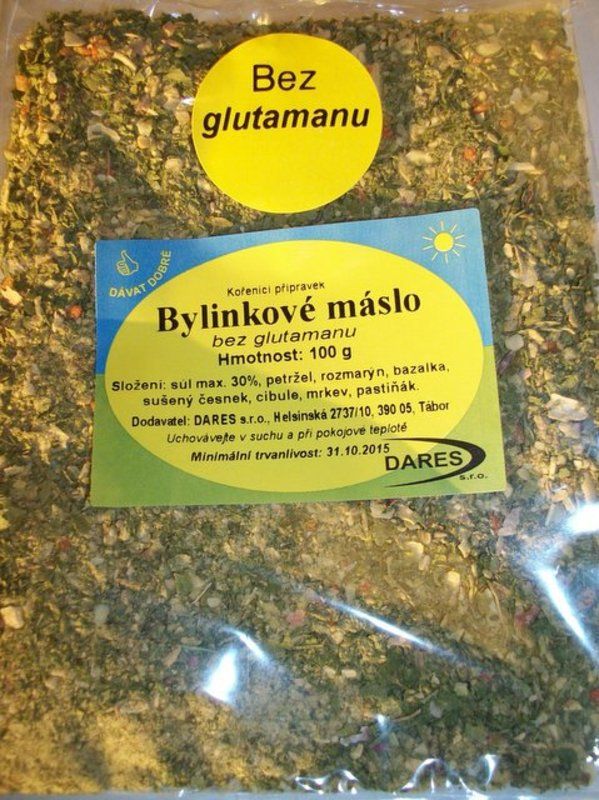 Bez
glutamanu
DÁVAT DOBRÉ
Kořenící připravek
Bylinkové máslo
bez glutamanu
Hmotnost: 100 g
Složení: súl max. 30%, petržel, rozmarýn, bazalka,
sušený česnek, cibule, mrkev, pastiňák.
Dodavatel: DARES s.r.o., Helsinská 2737/10, 390 05, Tábor
Uchovávejte v suchu a při pokojové teplotě
Minimální trvanlivost: 31.10.2015
DARES
s.r.o.